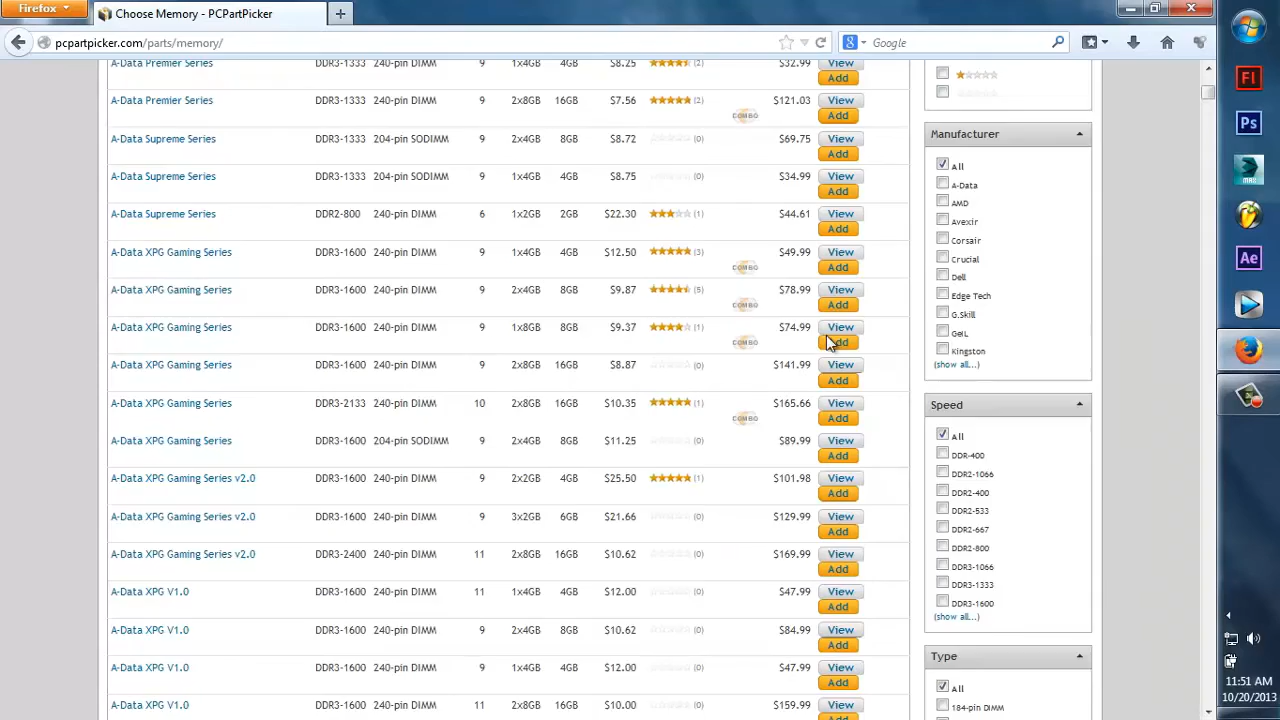 Firefox
Choose Memory - PCPartPicker
pcpartpicker.com/parts/memory/
Google
A-Data Premier Series DDR3-1333 240-pin DIMM 9 1x4GB 4GB $8.25 (2) $32.99 View
Add
A-Data Premier Series DDR3-1333 240-pin DIMM 9 2x8GB 16GB $7.56 (2) $121.03 View
COMBO Add
A-Data Supreme Series DDR3-1333 204-pin SODIMM 9 2x4GB 8GB $8.72 (0) $69.75 View
Add
A-Data Supreme Series DDR3-1333 204-pin SODIMM 9 1x4GB 4GB $8.75 (0) $34.99 View
Add
A-Data Supreme Series DDR2-800 240-pin DIMM 6 1x2GB 2GB $22.30 (1) $44.61 View
Add
A-Data XPG Gaming Series DDR3-1600 240-pin DIMM 9 1x4GB 4GB $12.50 (3) $49.99 View
COMBO Add
A-Data XPG Gaming Series DDR3-1600 240-pin DIMM 9 2x4GB 8GB $9.87 (5) $78.99 View
COMBO Add
A-Data XPG Gaming Series DDR3-1600 240-pin DIMM 9 1x8GB 8GB $9.37 (1) $74.99 View
COMBO Add
A-Data XPG Gaming Series DDR3-1600 240-pin DIMM 9 2x8GB 16GB $8.87 (0) $141.99 View
Add
A-Data XPG Gaming Series DDR3-2133 240-pin DIMM 10 2x8GB 16GB $10.35 (1) $165.66 View
COMBO Add
A-Data XPG Gaming Series DDR3-1600 204-pin SODIMM 9 2x4GB 8GB $11.25 (0) $89.99 View
Add
A-Data XPG Gaming Series v2.0 DDR3-1600 240-pin DIMM 9 2x2GB 4GB $25.50 (1) $101.98 View
Add
A-Data XPG Gaming Series v2.0 DDR3-1600 240-pin DIMM 9 3x2GB 6GB $21.66 (0) $129.99 View
Add
A-Data XPG Gaming Series v2.0 DDR3-2400 240-pin DIMM 11 2x8GB 16GB $10.62 (0) $169.99 View
Add
A-Data XPG V1.0 DDR3-1600 240-pin DIMM 11 1x4GB 4GB $12.00 (0) $47.99 View
Add
A-Data XPG V1.0 DDR3-1600 240-pin DIMM 9 2x4GB 8GB $10.62 (0) $84.99 View
Add
A-Data XPG V1.0 DDR3-1600 240-pin DIMM 9 1x4GB 4GB $12.00 (0) $47.99 View
Add
A-Data XPG V1.0 DDR3-1600 240-pin DIMM 11 2x8GB $10.00 (0) View
Manufacturer
All
A-Data
AMD
Avexir
Corsair
Crucial
Dell
Edge Tech
G.Skill
GeIL
Kingston
(show all...)
Speed
All
DDR-400
DDR2-1066
DDR2-400
DDR2-533
DDR2-667
DDR2-800
DDR3-1066
DDR3-1333
DDR3-1600
(show all...)
Type
All
184-pin DIMM
Fl
Ps
MAX
Ae
11:51 AM
10/20/2013